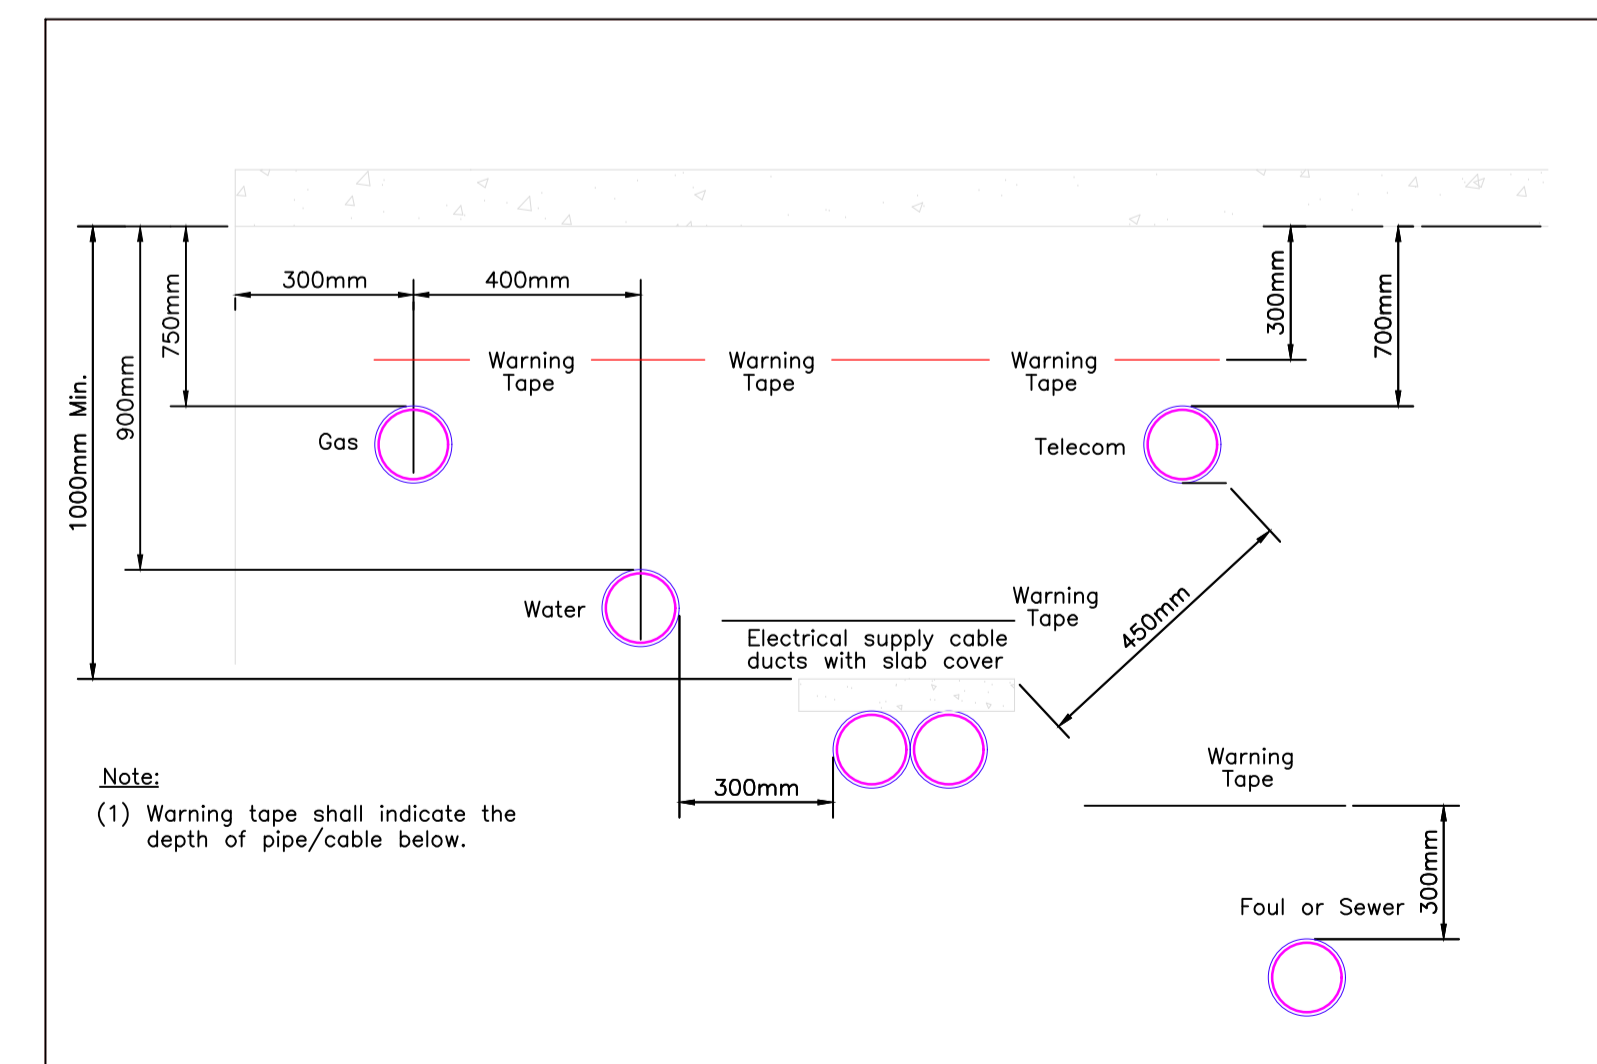 300mm
400mm
300mm
700mm
750mm
900mm
1000mm Min.
Warning
Tape
Warning
Tape
Warning
Tape
Gas
Telecom
Water
Warning
Tape
Electrical supply cable
ducts with slab cover
450mm
Warning
Tape
300mm
Note:
(1) Warning tape shall indicate the
depth of pipe/cable below.
Foul or Sewer
300mm